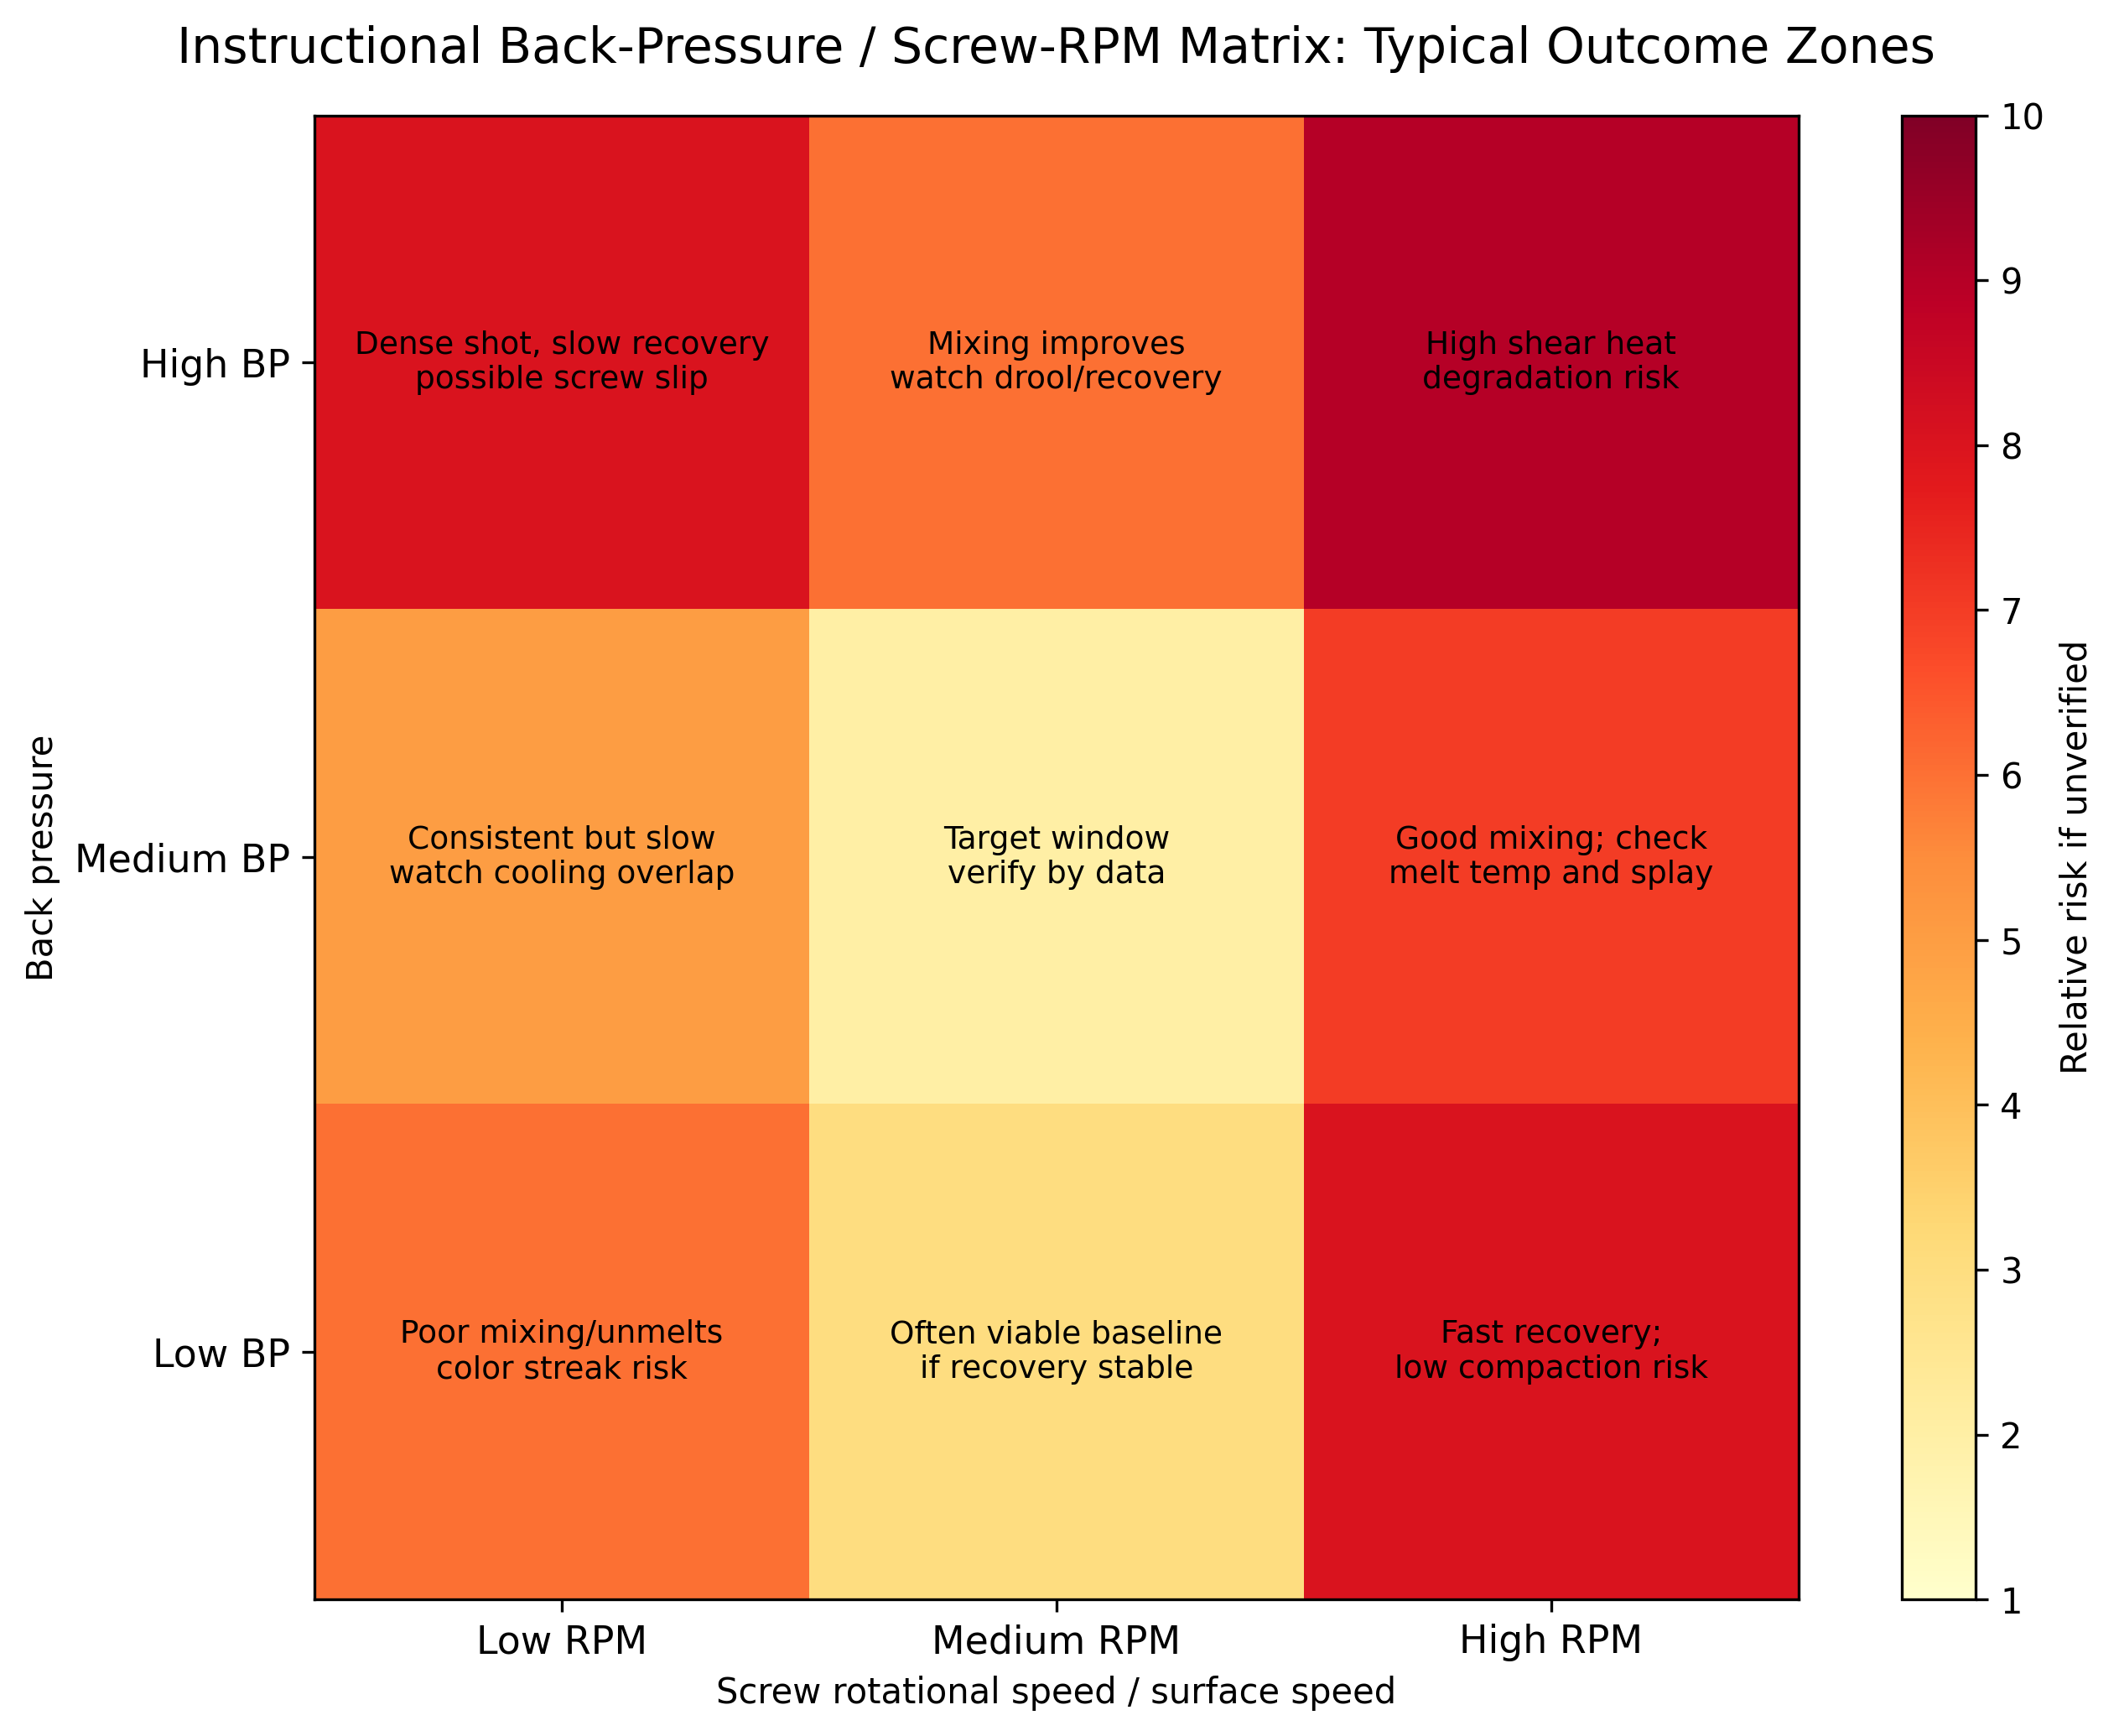 Instructional Back-Pressure / Screw-RPM Matrix: Typical Outcome Zones
Back pressure
High BP
Medium BP
Low BP
Dense shot, slow recovery
possible screw slip
Mixing improves
watch drool/recovery
High shear heat
degradation risk
Consistent but slow
watch cooling overlap
Target window
verify by data
Good mixing; check
melt temp and splay
Poor mixing/unmelts
color streak risk
Often viable baseline
if recovery stable
Fast recovery;
low compaction risk
Low RPM
Medium RPM
High RPM
Screw rotational speed / surface speed
10
9
8
7
6
5
4
3
2
1
Relative risk if unverified